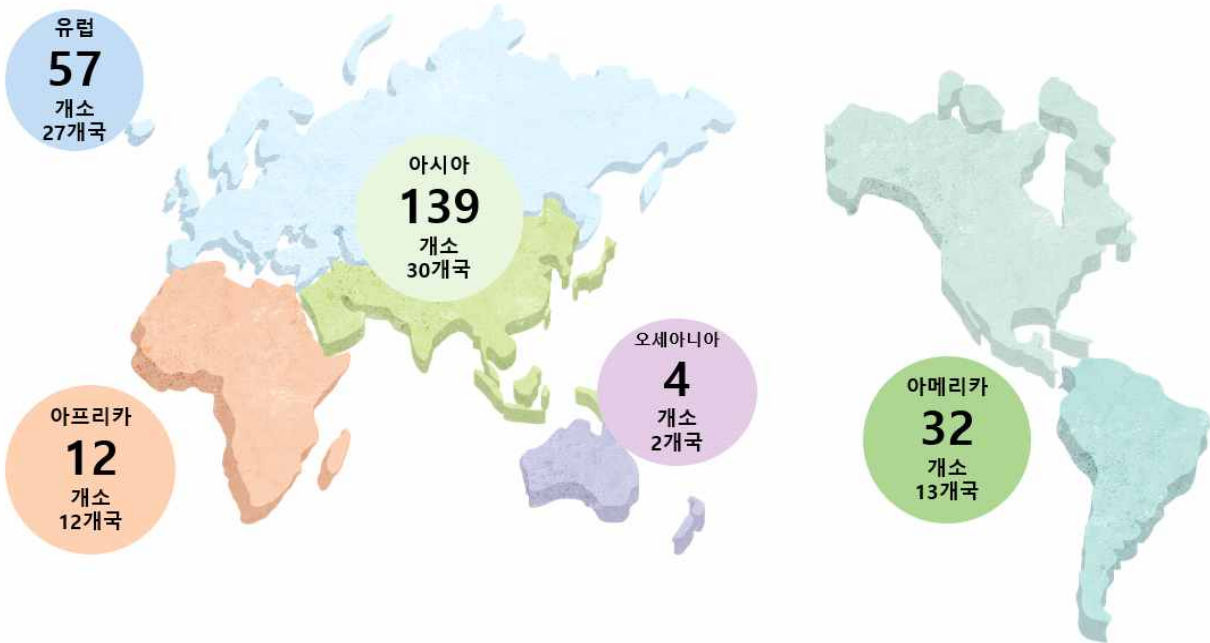 유럽
57
개소
27개국
아시아
139
개소
30개국
오세아니아
4
개소
2개국
아프리카
12
개소
12개국
아메리카
32
개소
13개국